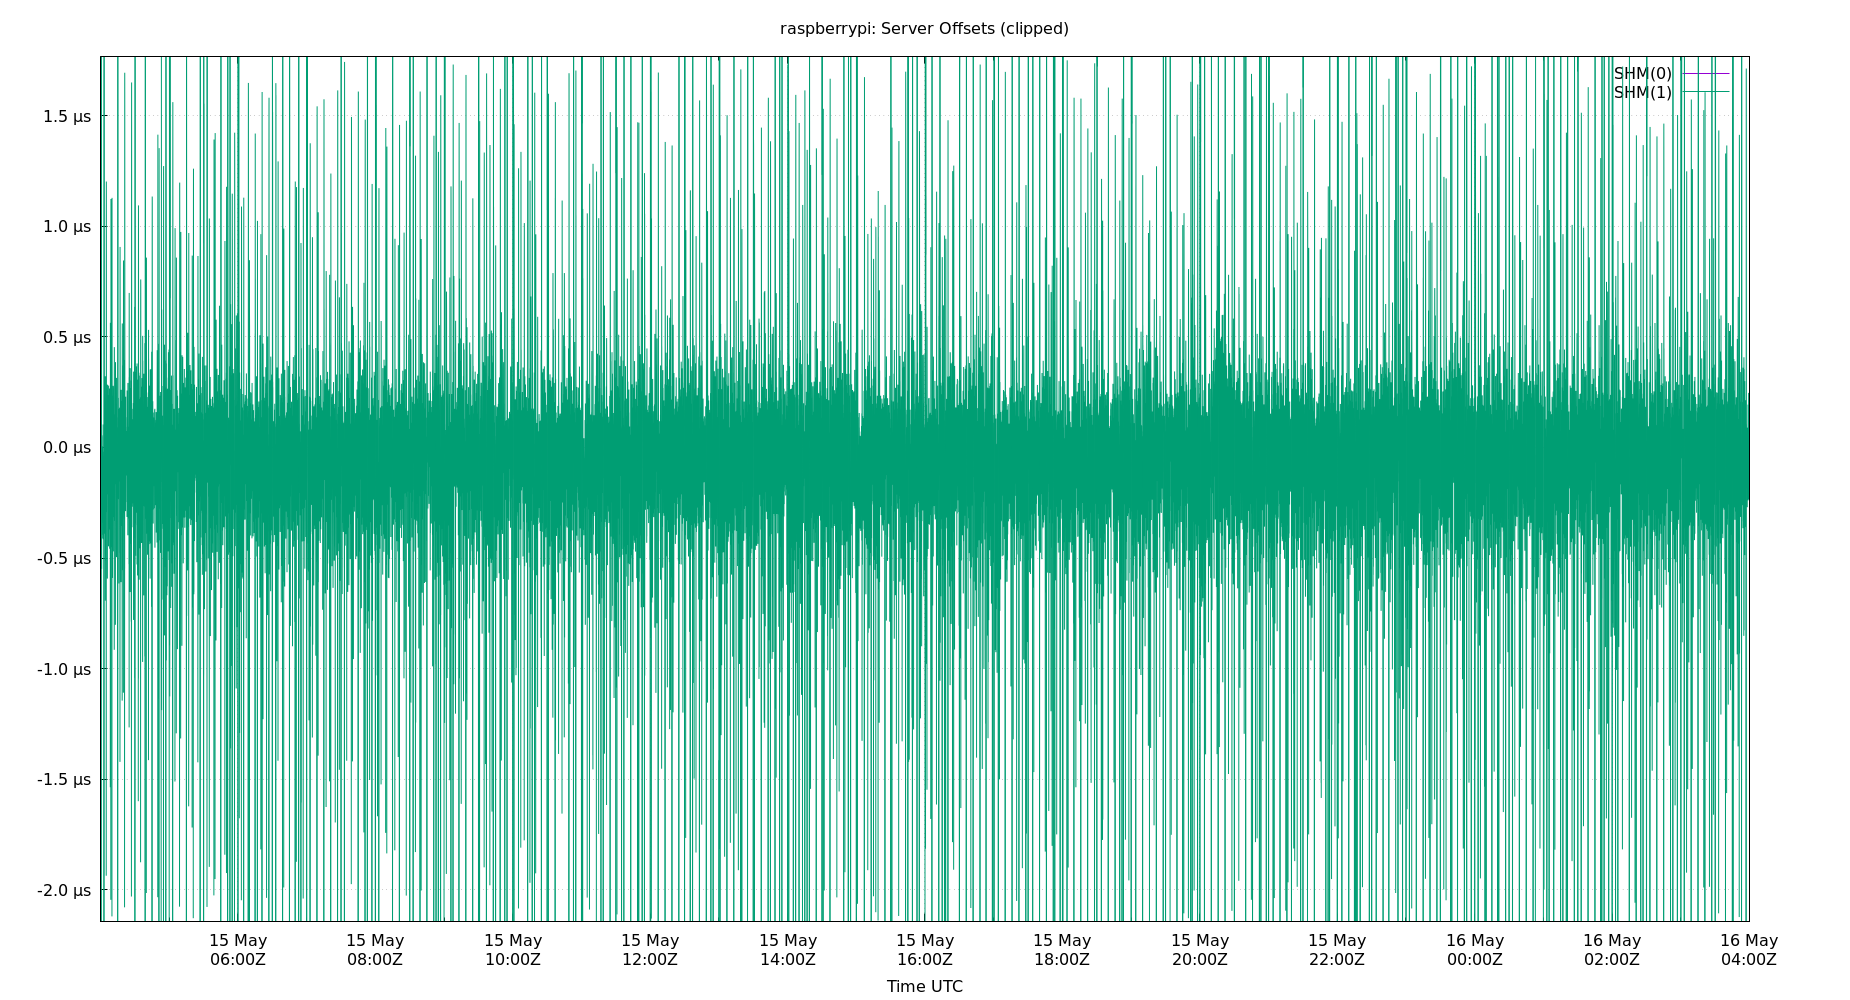 raspberrypi: Server Offsets (clipped)
SHM(0)
SHM(1)
1.5 µs
1.0 µs
0.5 µs
0.0 µs
-0.5 µs
-1.0 µs
-1.5 µs
-2.0 µs
15 May 15 May 15 May 15 May 15 May 15 May 15 May 15 May 15 May 16 May 16 May 16 May
06:00Z 08:00Z 10:00Z 12:00Z 14:00Z 16:00Z 18:00Z 20:00Z 22:00Z 00:00Z 02:00Z 04:00Z
Time UTC